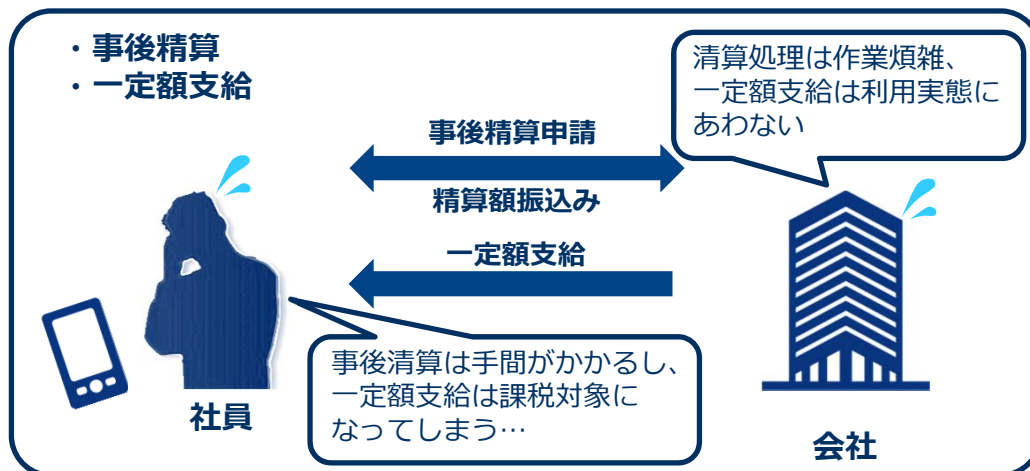 ・事後精算
・一定額支給
清算処理は作業煩雑、
一定額支給は利用実態に
あわない
事後精算申請
精算額振込み
一定額支給
事後清算は手間がかかるし、
一定額支給は課税対象に
なってしまう…
社員
会社